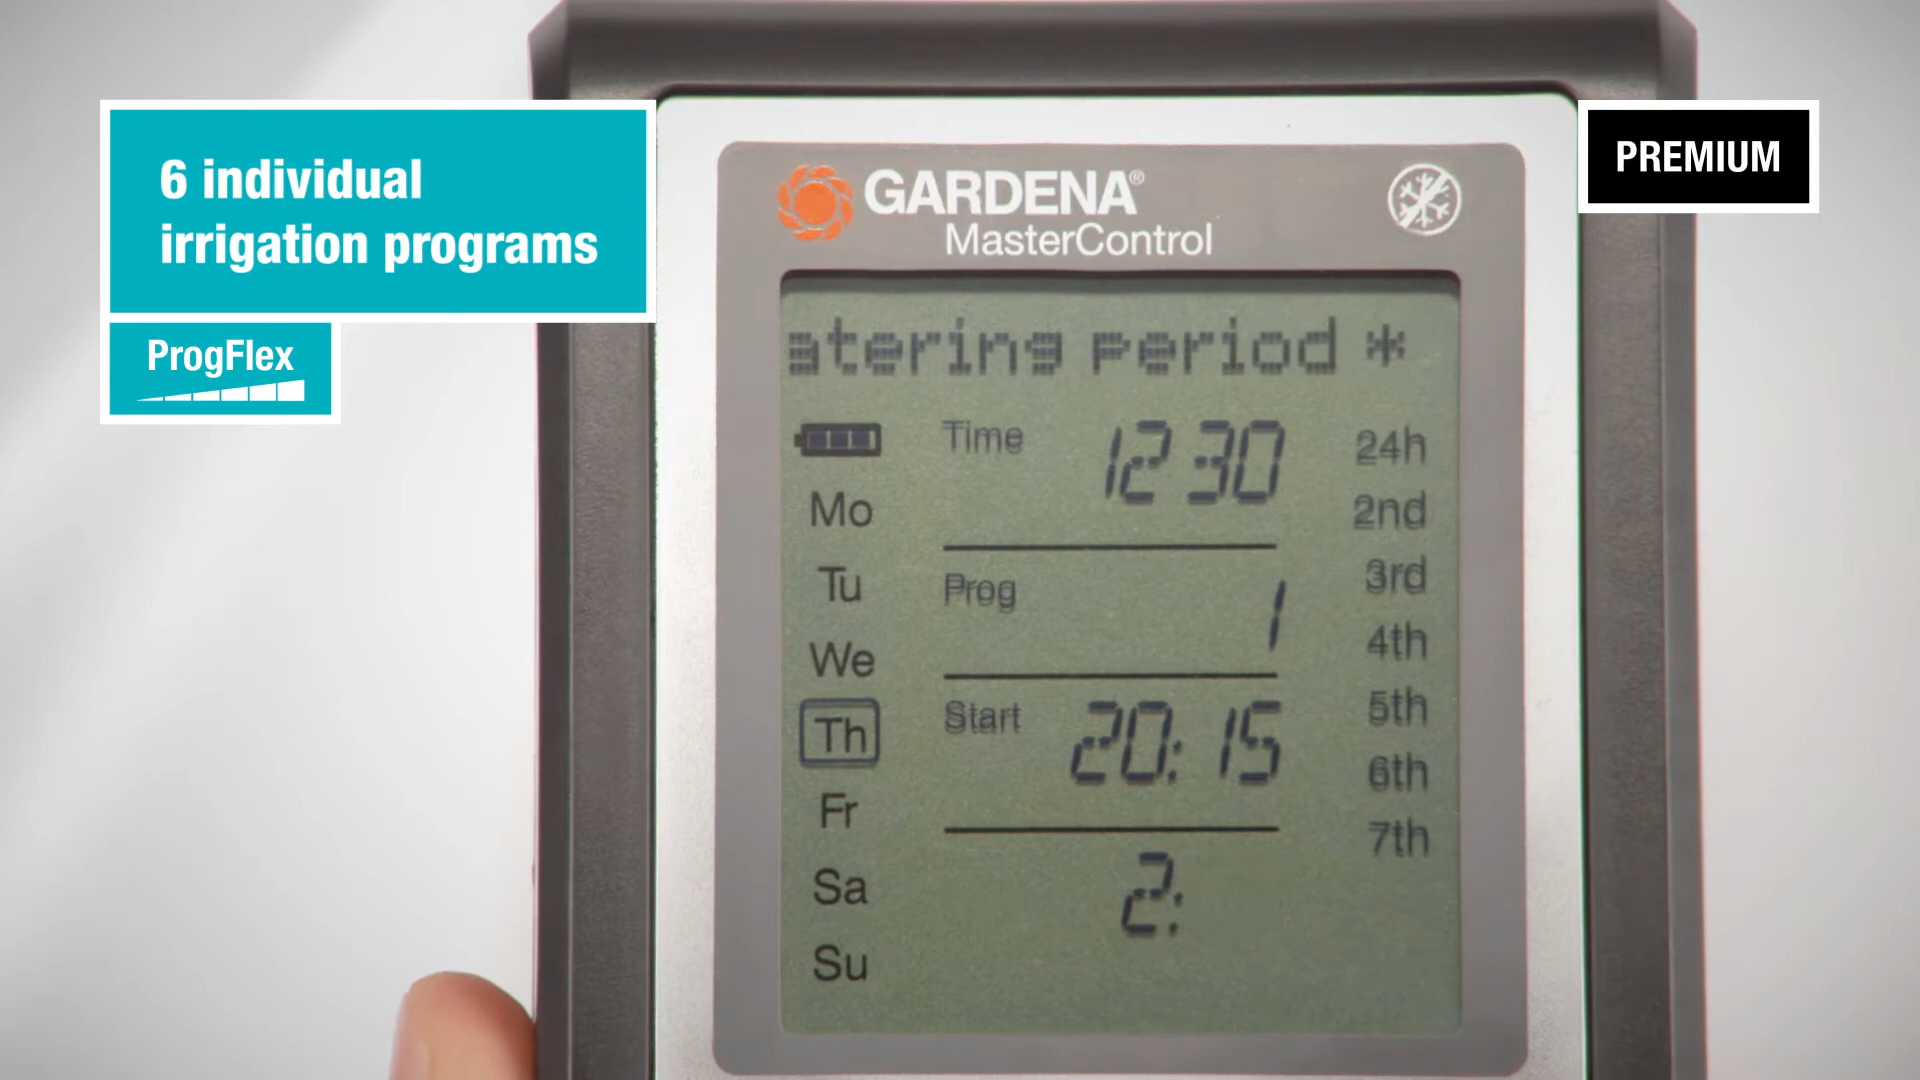 6 individual
irrigation programs
ProgFlex
PREMIUM
GARDENA®
MasterControl
atering period *
Time 12 30
24h
Mo
2nd
Tu
Prog 1
3rd
We
4th
Th
Start 20:15
5th
Fr
6th
7th
Sa
2:
Su